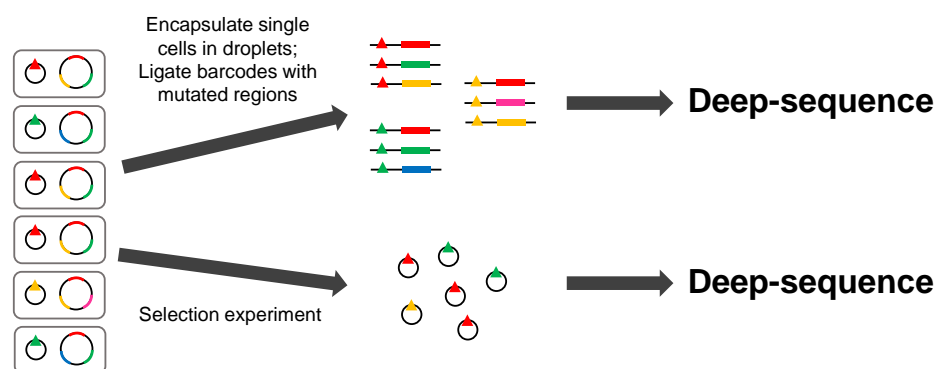 Encapsulate single
cells in droplets;
Ligate barcodes with
mutated regions
Deep-sequence
Selection experiment
Deep-sequence